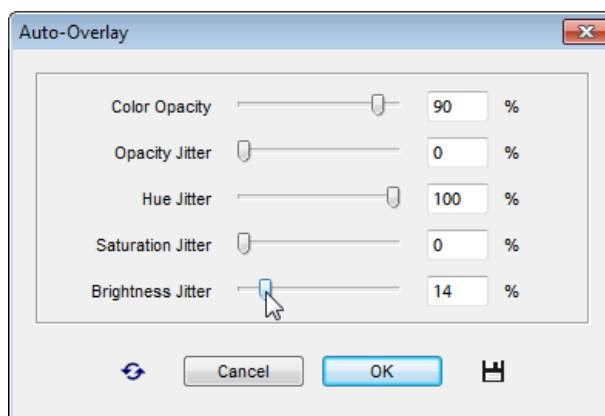 Auto-Overlay
Color Opacity 90 %
Opacity Jitter 0 %
Hue Jitter 100 %
Saturation Jitter 0 %
Brightness Jitter 14 %
Cancel OK